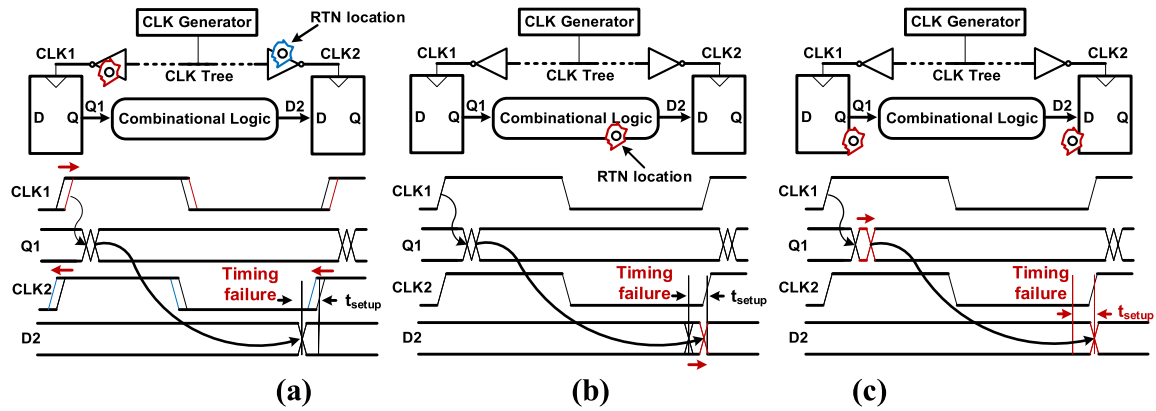 CLK Generator
RTN location
CLK1
CLK2
CLK Tree
D
Q
Q1
Combinational Logic
D2
D
Q
CLK1
Q1
CLK2
Timing
failure
tsetup
D2
(a)
CLK Generator
CLK1
CLK2
CLK Tree
D
Q
Q1
Combinational Logic
D2
D
Q
RTN location
CLK1
Q1
CLK2
Timing
failure
tsetup
D2
(b)
CLK Generator
CLK1
CLK2
CLK Tree
D
Q
Q1
Combinational Logic
D2
D
Q
CLK1
Q1
CLK2
Timing
failure
tsetup
D2
(c)